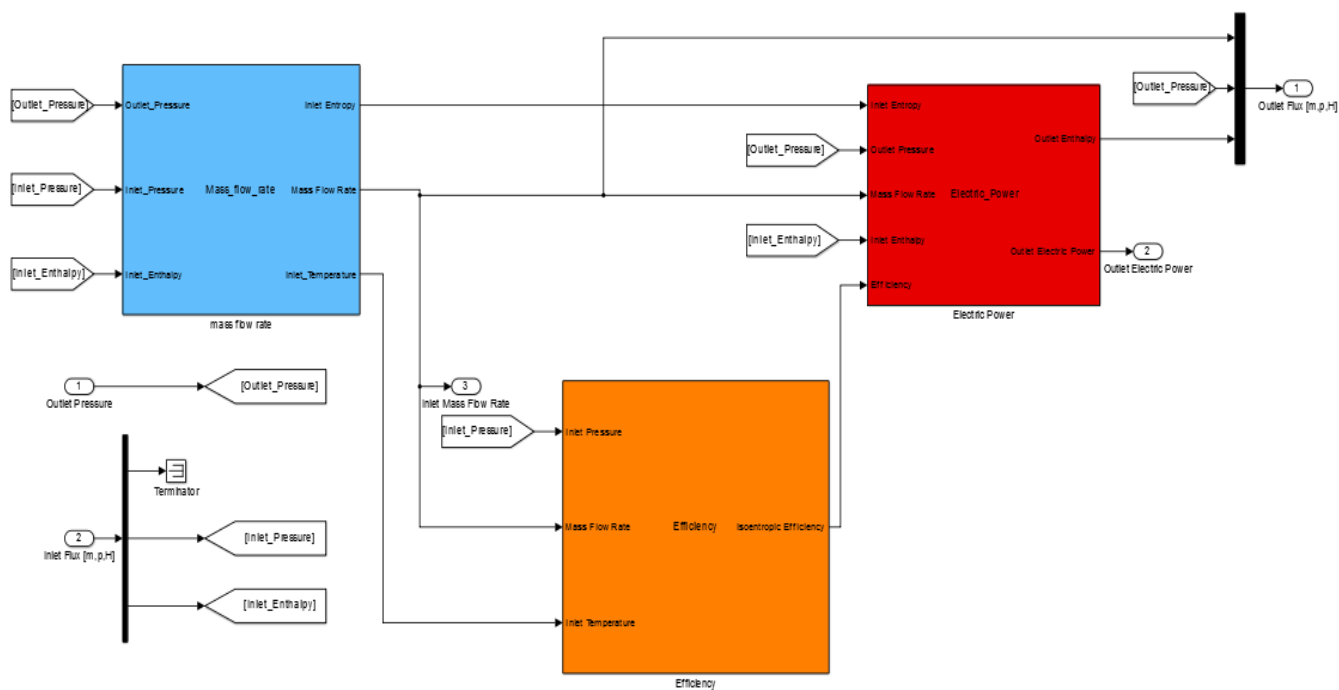 [Outlet_Pressure]
[Inlet_Pressure]
[Inlet_Enthalpy]
Outlet_Pressure
Inlet_Pressure
Inlet_Enthalpy
Mass_flow_rate
Inlet Entropy
Mass Flow Rate
Inlet_Temperature
mass flow rate
[Outlet_Pressure]
[Inlet_Enthalpy]
Inlet Entropy
Outlet Pressure
Mass Flow Rate
Inlet Enthalpy
Efficiency
Electric_Power
Outlet Enthalpy
Outlet Electric Power
Electric Power
[Outlet_Pressure]
1
Outlet Flux [m,p,H]
2
Outlet Electric Power
1
Outlet Pressure
[Outlet_Pressure]
3
Inlet Mass Flow Rate
[Inlet_Pressure]
Inlet Pressure
Mass Flow Rate
Inlet Temperature
Efficiency
Isoentropic Efficiency
Efficiency
Terminator
2
Inlet Flux [m,p,H]
[Inlet_Pressure]
[Inlet_Enthalpy]